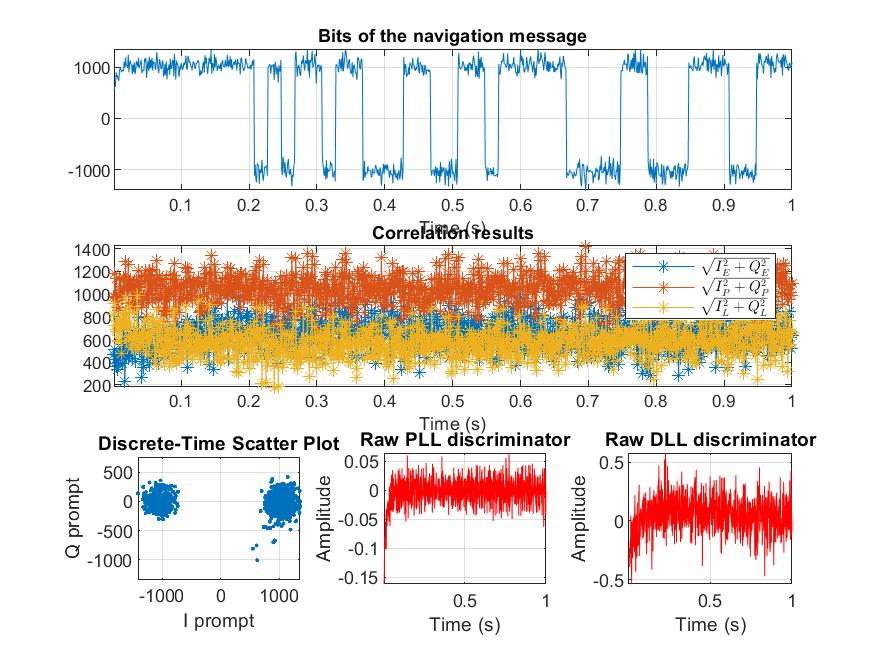 Bits of the navigation message
1000
0
-1000
0.1 0.2 0.3 0.4 0.5 0.6 0.7 0.8 0.9 1
Time (s)
Correlation results
1400
1200
1000
800
600
400
200
√I_E^2 + Q_E^2
√I_P^2 + Q_P^2
√I_L^2 + Q_L^2
0.1 0.2 0.3 0.4 0.5 0.6 0.7 0.8 0.9 1
Time (s)
Discrete-Time Scatter Plot
Q prompt
500
0
-500
-1000
-1000 0 1000
I prompt
Raw PLL discriminator
Amplitude
0.05
0
-0.05
-0.1
-0.15
0.5 1
Time (s)
Raw DLL discriminator
Amplitude
0.5
0
-0.5
0.5 1
Time (s)